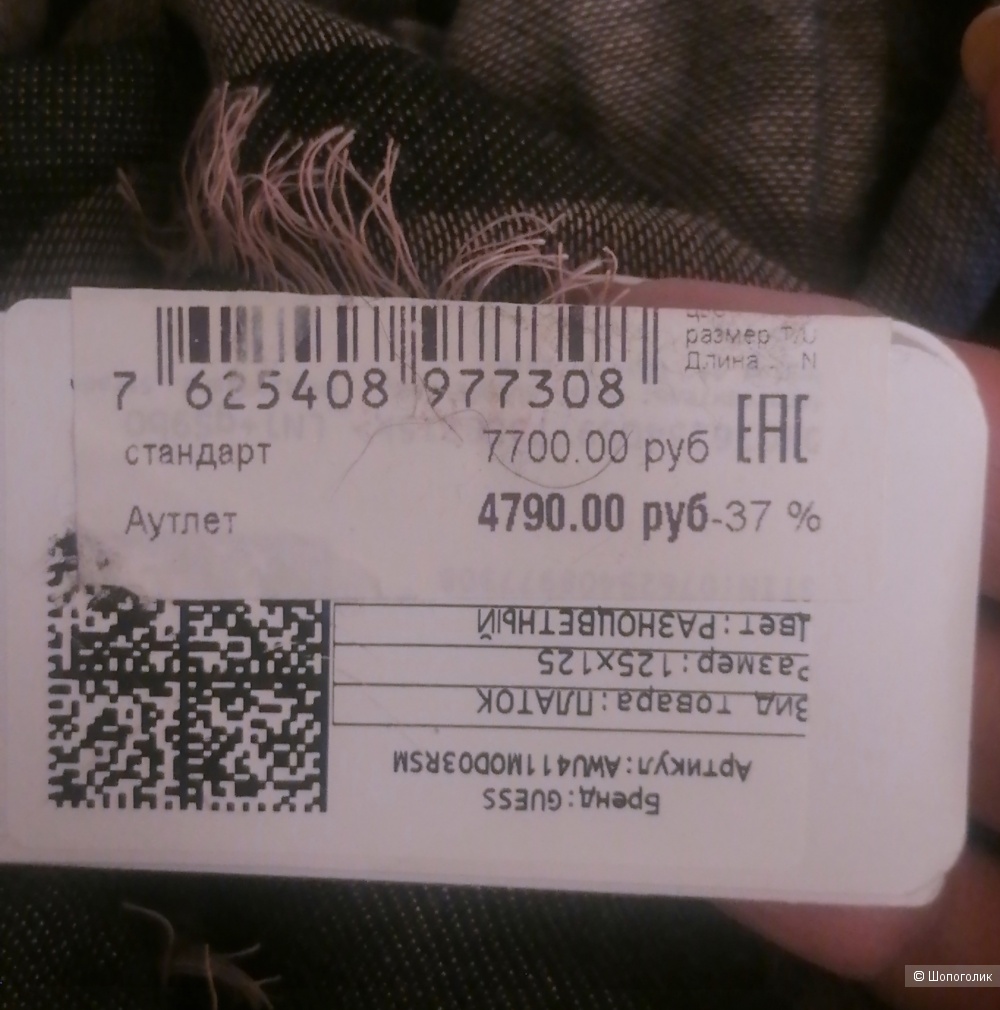 размер
Длина N
7 625408 977308
стандарт 7700.00 руб EAC
Аутлет 4790.00 руб-37 %
Бренд: GUESS
Артикул: AWU411MOD03RSM
товара: ПЛАТОК
Размер: 125x125
Цвет: РАЗНОЦВЕТНЫЙ
© Шопоголик